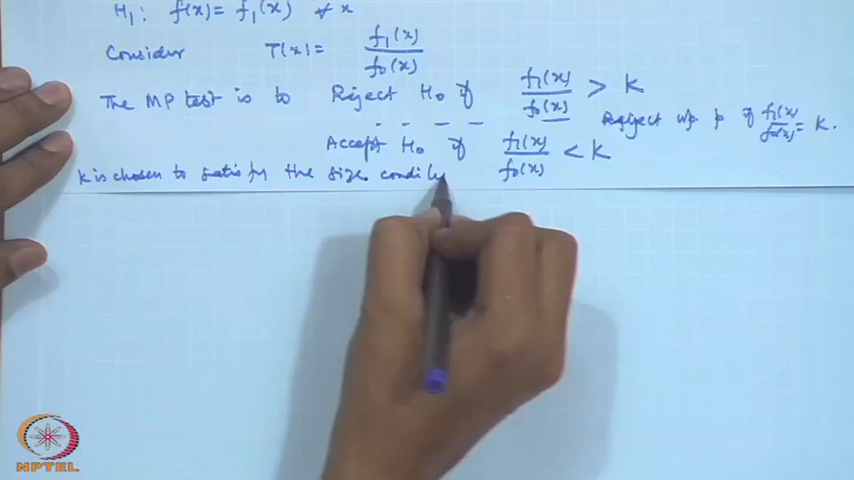 H₁: f(x) = f₁(x) ∀ x
Consider T(x) = f₁(x)/f₀(x)
The MP test is to Reject H₀ if f₁(x)/f₀(x) > k
Reject wp p if f₁(x)/f₀(x) = k.
Accept H₀ if f₁(x)/f₀(x) < k
k is chosen to satisfy the size
NPTEL